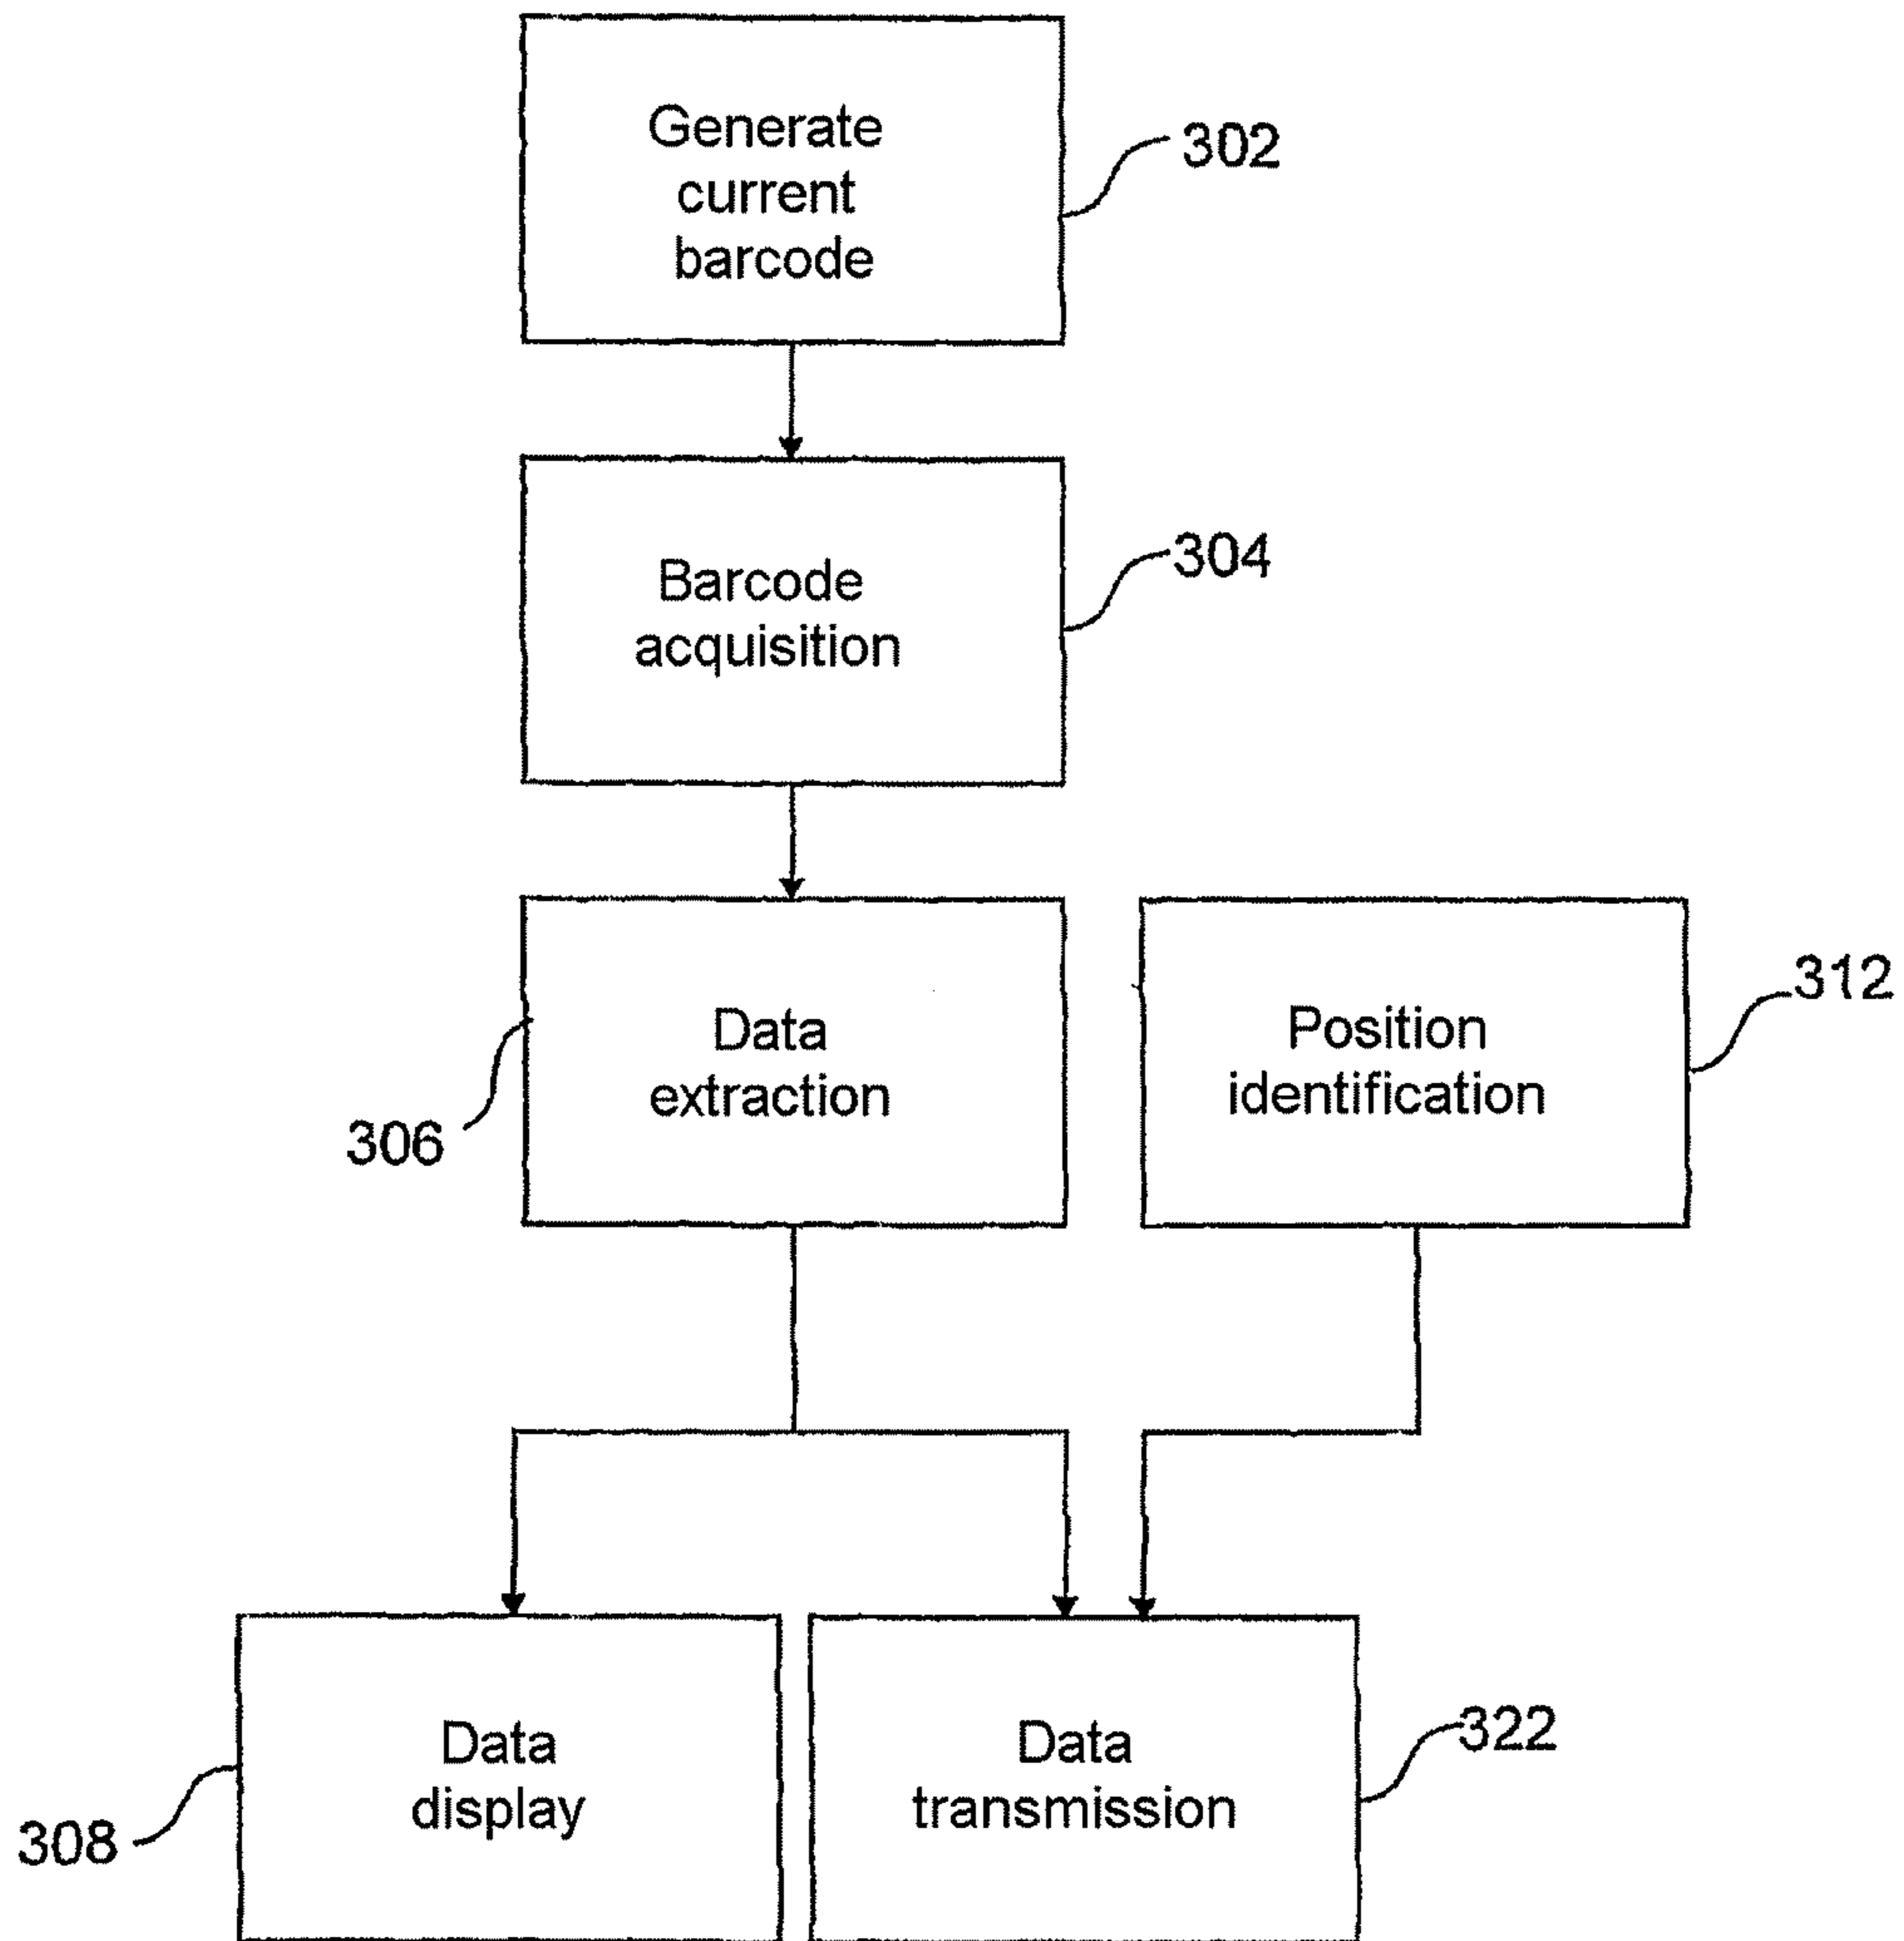 Generate
current
barcode
302
Barcode
acquisition
304
Data
extraction
306
Position
identification
312
Data
display
308
Data
transmission
322